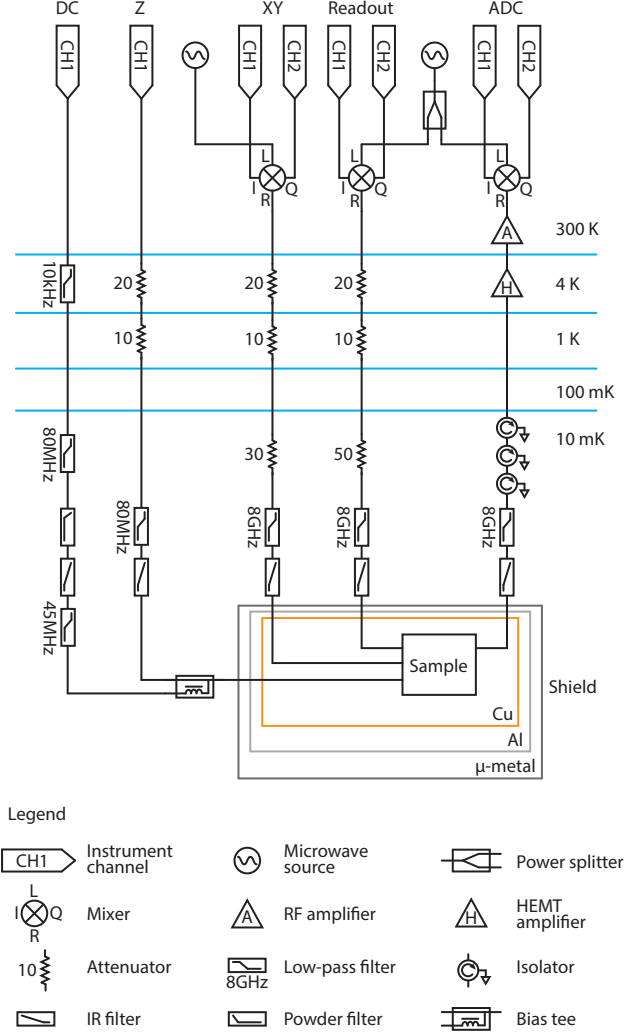 DC Z XY Readout ADC
CH1 CH1 CH1 CH2 CH1 CH2 CH1 CH2
L L L
I Q I Q I Q
R R R
A 300 K
10kHz 20 20 20 H 4 K
10 10 10 1 K
100 mK
80MHz 30 50 10 mK
80MHz 8GHz 8GHz 8GHz
45MHz
Sample
Shield
Cu
Al
μ-metal
Legend
CH1 Instrument channel
Microwave source
Power splitter
L
I Q
R
Mixer
A RF amplifier
H HEMT amplifier
10 Attenuator
8GHz Low-pass filter
Isolator
IR filter
Powder filter
Bias tee